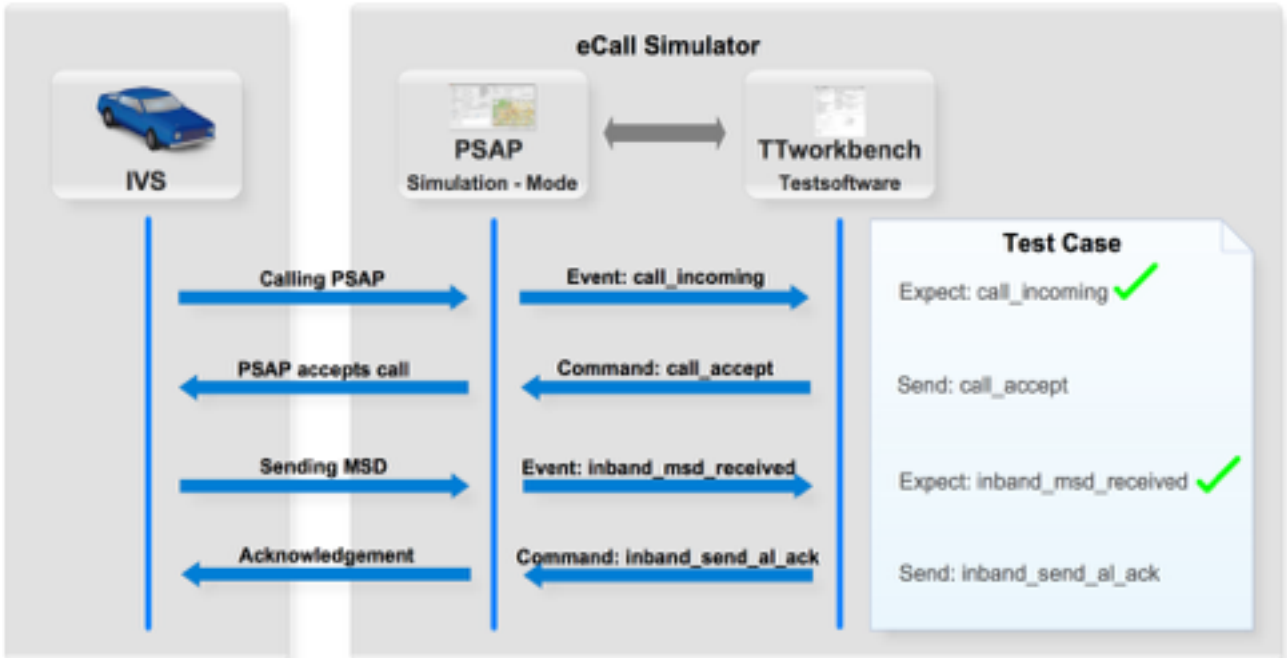 eCall Simulator
IVS
PSAP
Simulation - Mode
TTworkbench
Testsoftware
Test Case
Calling PSAP
Event: call_incoming
Expect: call_incoming
PSAP accepts call
Command: call_accept
Send: call_accept
Sending MSD
Event: inband_msd_received
Expect: inband_msd_received
Acknowledgement
Command: inband_send_al_ack
Send: inband_send_al_ack